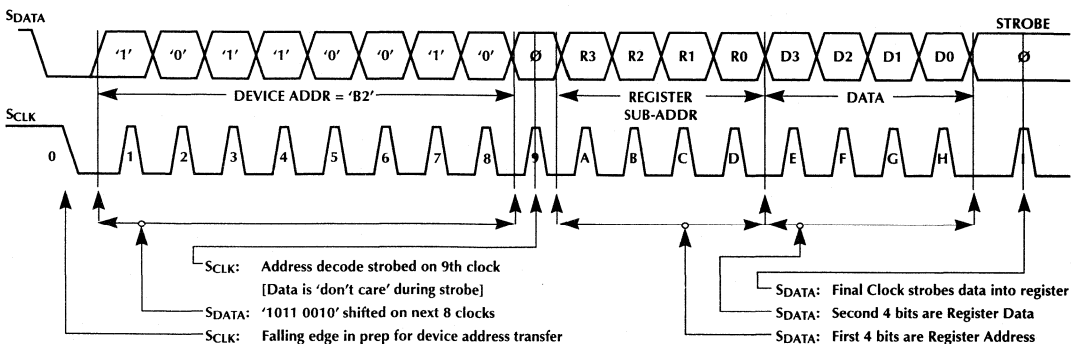 SDATA
STROBE
'1' '0' '1' '1' '0' '0' '1' '0' Ø R3 R2 R1 R0 D3 D2 D1 D0 Ø
DEVICE ADDR = 'B2'
REGISTER
SUB-ADDR
DATA
SCLK
0 1 2 3 4 5 6 7 8 9 A B C D E F G H I
SCLK: Address decode strobed on 9th clock
[Data is 'don't care' during strobe]
SDATA: '1011 0010' shifted on next 8 clocks
SCLK: Falling edge in prep for device address transfer
SDATA: Final Clock strobes data into register
SDATA: Second 4 bits are Register Data
SDATA: First 4 bits are Register Address